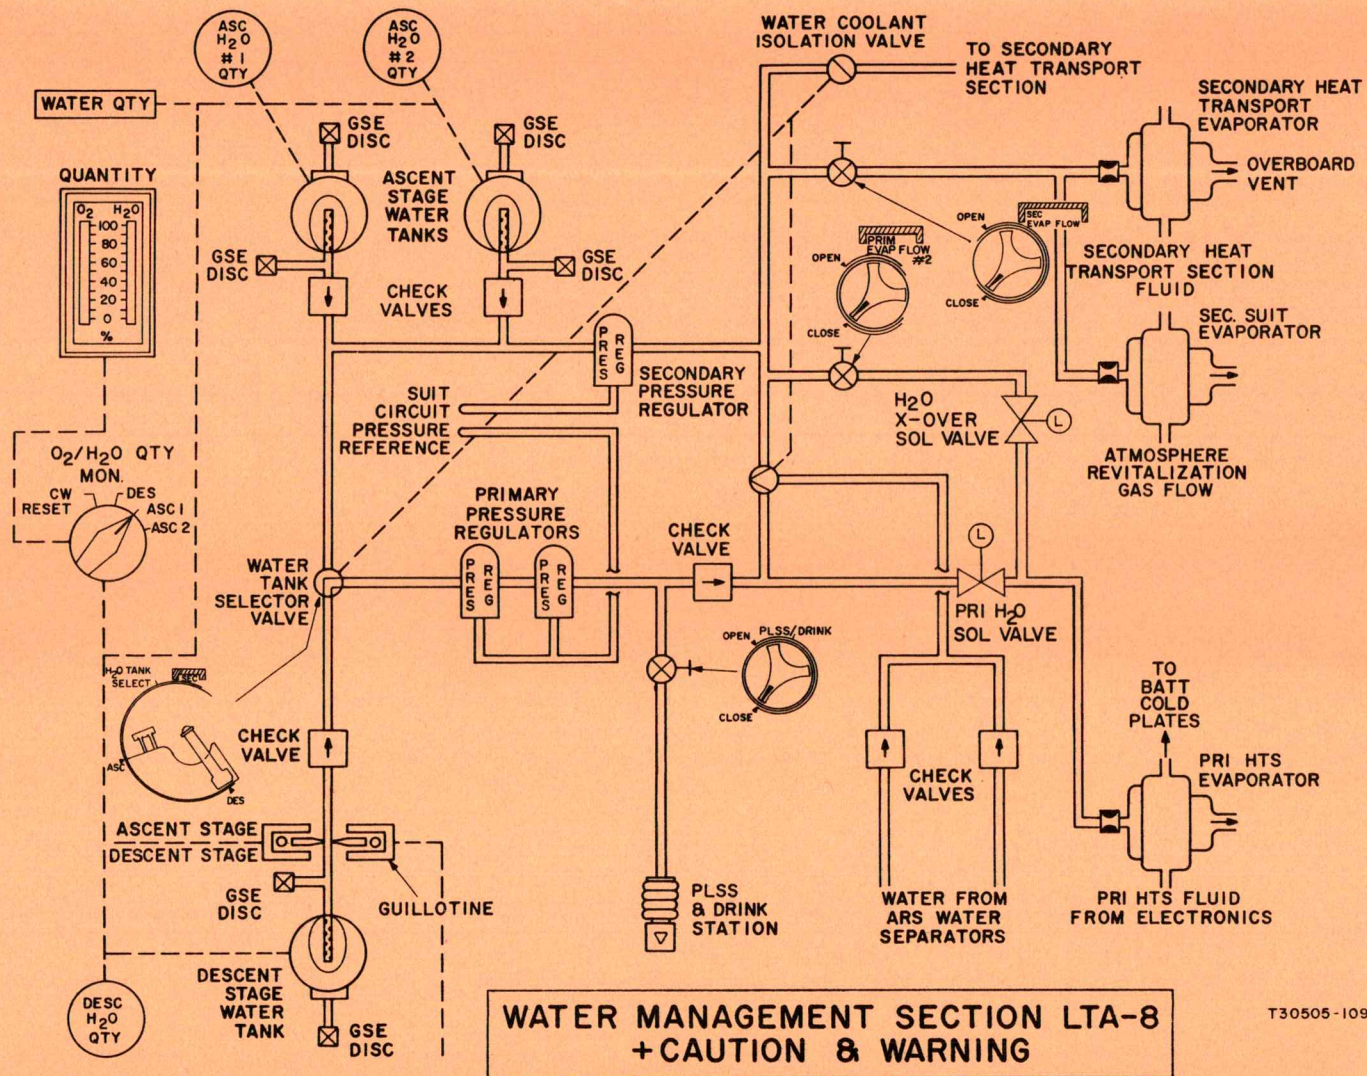 ASC
H2O
#1
QTY
ASC
H2O
#2
QTY
WATER COOLANT
ISOLATION VALVE
TO SECONDARY
HEAT TRANSPORT
SECTION
SECONDARY HEAT
TRANSPORT
EVAPORATOR
WATER QTY
GSE
DISC
GSE
DISC
OVERBOARD
VENT
QUANTITY
O2 H2O
100
80
60
40
20
0
%
ASCENT
STAGE
WATER
TANKS
GSE
DISC
GSE
DISC
CHECK
VALVES
OPEN
SEC
EVAP FLOW
CLOSE
PRIM
EVAP FLOW
#2
OPEN
CLOSE
SECONDARY HEAT
TRANSPORT SECTION
FLUID
SEC. SUIT
EVAPORATOR
PRES
REG
SECONDARY
PRESSURE
REGULATOR
SUIT
CIRCUIT
PRESSURE
REFERENCE
H2O
X-OVER
SOL VALVE
L
ATMOSPHERE
REVITALIZATION
GAS FLOW
O2/H2O QTY
MON.
CW
RESET
DES
ASC 1
ASC 2
PRIMARY
PRESSURE
REGULATORS
PRES
REG
PRES
REG
CHECK
VALVE
L
PRI H2O
SOL VALVE
WATER
TANK
SELECTOR
VALVE
OPEN
PLSS/DRINK
CLOSE
H2O TANK
SELECT
SEC
ASC
DES
CHECK
VALVE
TO
BATT
COLD
PLATES
PRI HTS
EVAPORATOR
CHECK
VALVES
ASCENT STAGE
DESCENT STAGE
GSE
DISC
GUILLOTINE
PLSS
& DRINK
STATION
WATER FROM
ARS WATER
SEPARATORS
PRI HTS FLUID
FROM ELECTRONICS
DESC
H2O
QTY
DESCENT
STAGE
WATER
TANK
GSE
DISC
WATER MANAGEMENT SECTION LTA-8
+CAUTION & WARNING
T30505-109